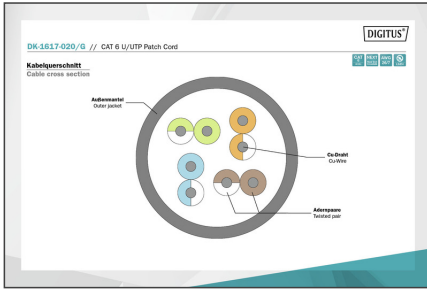 DIGITUS®
DK-1617-020/G // CAT 6 U/UTP Patch Cord
Kabelquerschnitt
Cable cross section
Außenmantel
Outer jacket
Cu-Draht
Cu-Wire
Aderspaare
Twisted pair